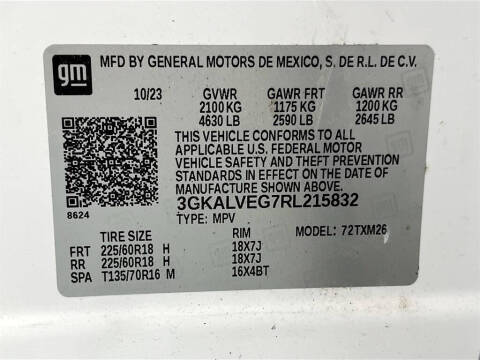 gm
MFD BY GENERAL MOTORS DE MEXICO, S. DE R.L. DE C.V.
10/23 GVWR GAWR FRT GAWR RR
2100 KG 1175 KG 1200 KG
4630 LB 2590 LB 2645 LB
THIS VEHICLE CONFORMS TO ALL
APPLICABLE U.S. FEDERAL MOTOR
VEHICLE SAFETY AND THEFT PREVENTION
STANDARDS IN EFFECT ON THE DATE OF
MANUFACTURE SHOWN ABOVE.
3GKALVEG7RL215832
8624
TYPE: MPV MODEL: 72TXM26
TIRE SIZE RIM
FRT 225/60R18 H 18X7J
RR 225/60R18 H 18X7J
SPA T135/70R16 M 16X4BT